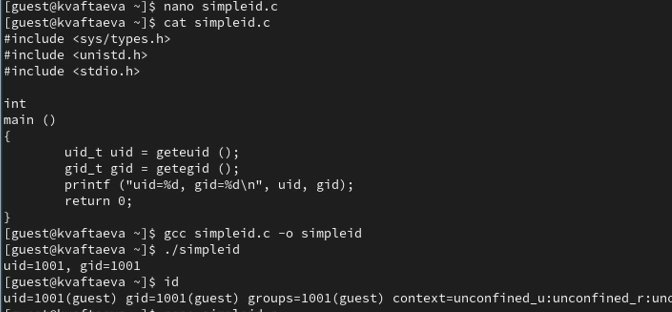 [guest@kvaftaeva ~]$ nano simpleid.c
[guest@kvaftaeva ~]$ cat simpleid.c
#include <sys/types.h>
#include <unistd.h>
#include <stdio.h>
int
main ()
{
uid_t uid = geteuid ();
gid_t gid = getegid ();
printf ("uid=%d, gid=%d\n", uid, gid);
return 0;
}
[guest@kvaftaeva ~]$ gcc simpleid.c -o simpleid
[guest@kvaftaeva ~]$ ./simpleid
uid=1001, gid=1001
[guest@kvaftaeva ~]$ id
uid=1001(guest) gid=1001(guest) groups=1001(guest) context=unconfined_u:unconfined_r:unc